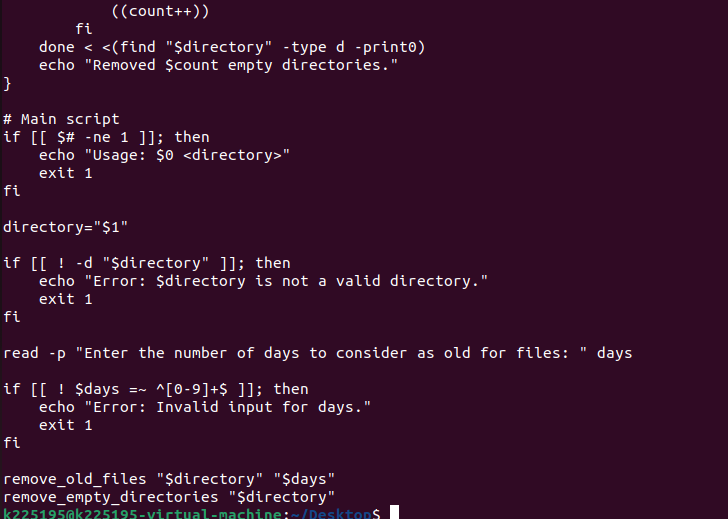 ((count++))
fi
done < <(find "$directory" -type d -print0)
echo "Removed $count empty directories."
}
# Main script
if [[ $# -ne 1 ]]; then
echo "Usage: $0 <directory>"
exit 1
fi
directory="$1"
if [[ ! -d "$directory" ]]; then
echo "Error: $directory is not a valid directory."
exit 1
fi
read -p "Enter the number of days to consider as old for files: " days
if [[ ! $days =~ ^[0-9]+$ ]]; then
echo "Error: Invalid input for days."
exit 1
fi
remove_old_files "$directory" "$days"
remove_empty_directories "$directory"
k225195@k225195-virtual-machine:~/Desktop$